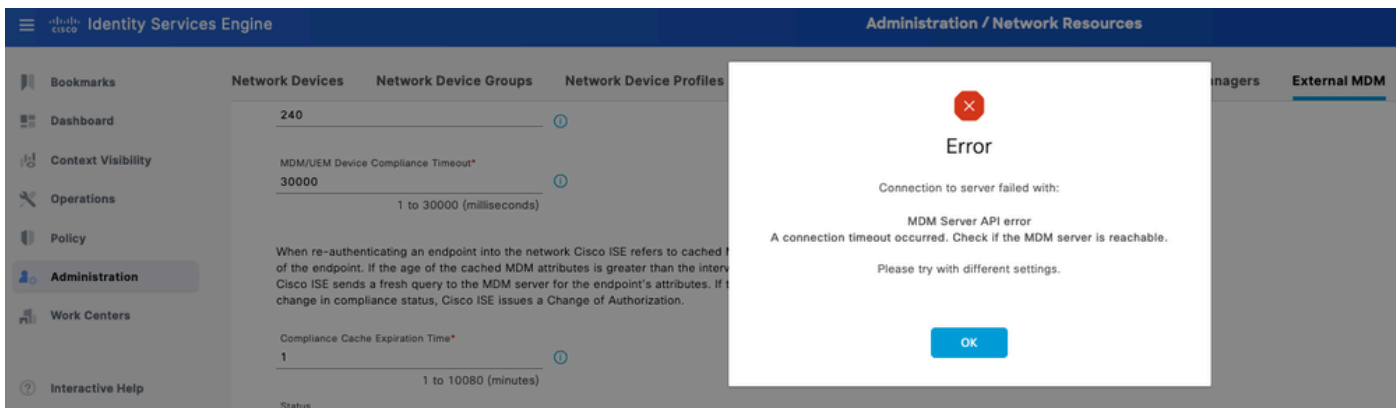 cisco Identity Services Engine
Administration / Network Resources
Bookmarks
Dashboard
Context Visibility
Operations
Policy
Administration
Work Centers
Interactive Help
Network Devices Network Device Groups Network Device Profiles External MDM
240
MDM/UEM Device Compliance Timeout*
30000
1 to 30000 (milliseconds)
When re-authenticating an endpoint into the network Cisco ISE refers to cached
of the endpoint. If the age of the cached MDM attributes is greater than the
Cisco ISE sends a fresh query to the MDM server for the endpoint's attributes. If
change in compliance status, Cisco ISE issues a Change of Authorization.
Compliance Cache Expiration Time*
1
1 to 10080 (minutes)
Status
Error
Connection to server failed with:
MDM Server API error
A connection timeout occurred. Check if the MDM server is reachable.
Please try with different settings.
OK